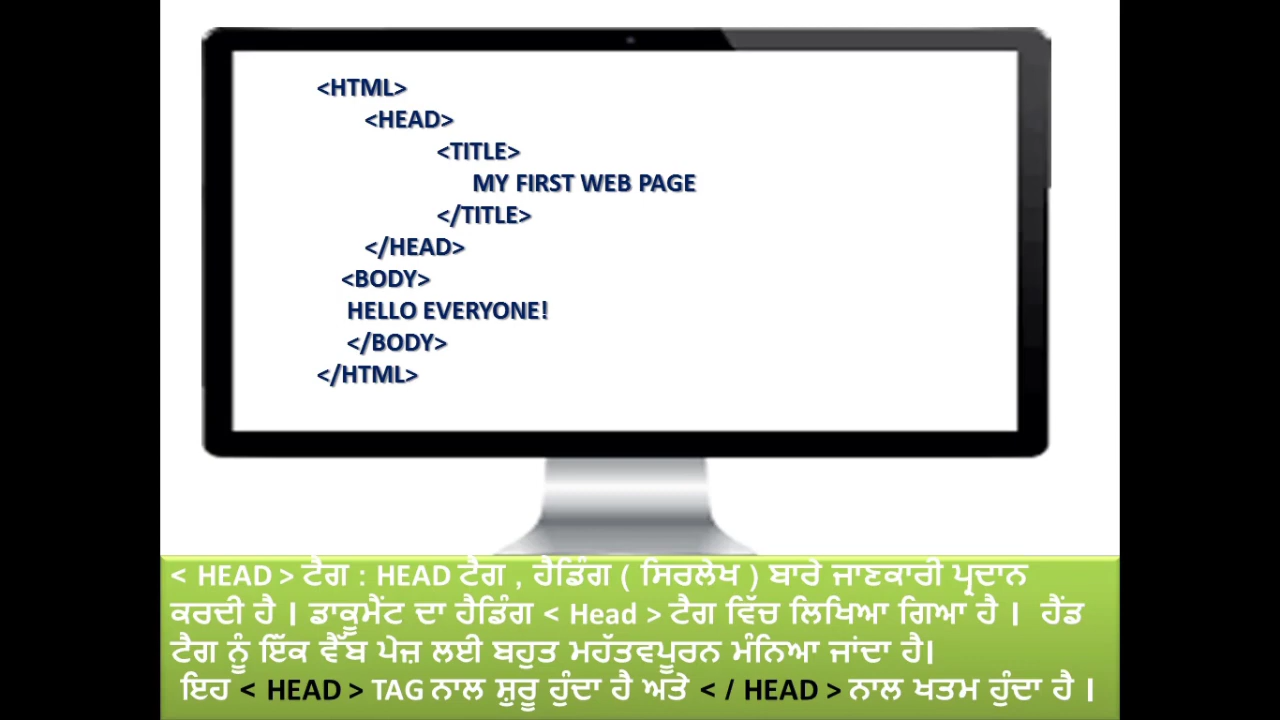 <HTML>
<HEAD>
<TITLE>
MY FIRST WEB PAGE
</TITLE>
</HEAD>
<BODY>
HELLO EVERYONE!
</BODY>
</HTML>
< HEAD > ਟੈਗ : HEAD ਟੈਗ , ਹੈਡਿੰਗ ( ਸਿਰਲੇਖ ) ਬਾਰੇ ਜਾਣਕਾਰੀ ਪ੍ਰਦਾਨ
ਕਰਦੀ ਹੈ । ਡਾਕੂਮੈਂਟ ਦਾ ਹੈਡਿੰਗ < Head > ਟੈਗ ਵਿੱਚ ਲਿਖਿਆ ਗਿਆ ਹੈ । ਹੈਂਡ
ਟੈਗ ਨੂੰ ਇੱਕ ਵੈੱਬ ਪੇਜ਼ ਲਈ ਬਹੁਤ ਮਹੱਤਵਪੂਰਨ ਮੰਨਿਆ ਜਾਂਦਾ ਹੈ।
ਇਹ < HEAD > TAG ਨਾਲ ਸ਼ੁਰੂ ਹੁੰਦਾ ਹੈ ਅਤੇ < / HEAD > ਨਾਲ ਖਤਮ ਹੁੰਦਾ ਹੈ ।